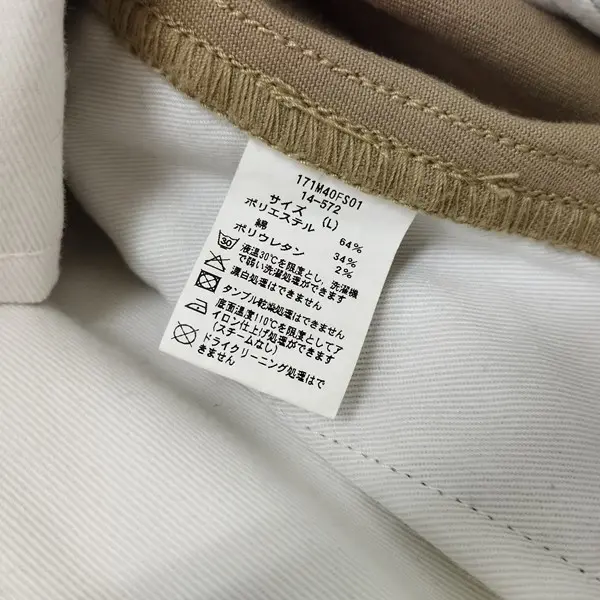 171M40FS01
14-572
サイズ (L)
ポリエステル 64%
綿 34%
ポリウレタン 2%
30 液温30℃を限度とし、洗濯機
で弱い洗濯処理ができます
漂白処理はできません
タンブル乾燥処理はできません
底面温度110℃を限度としてア
イロン仕上げ処理ができます
(スチームなし)
ドライクリーニング処理はで
きません